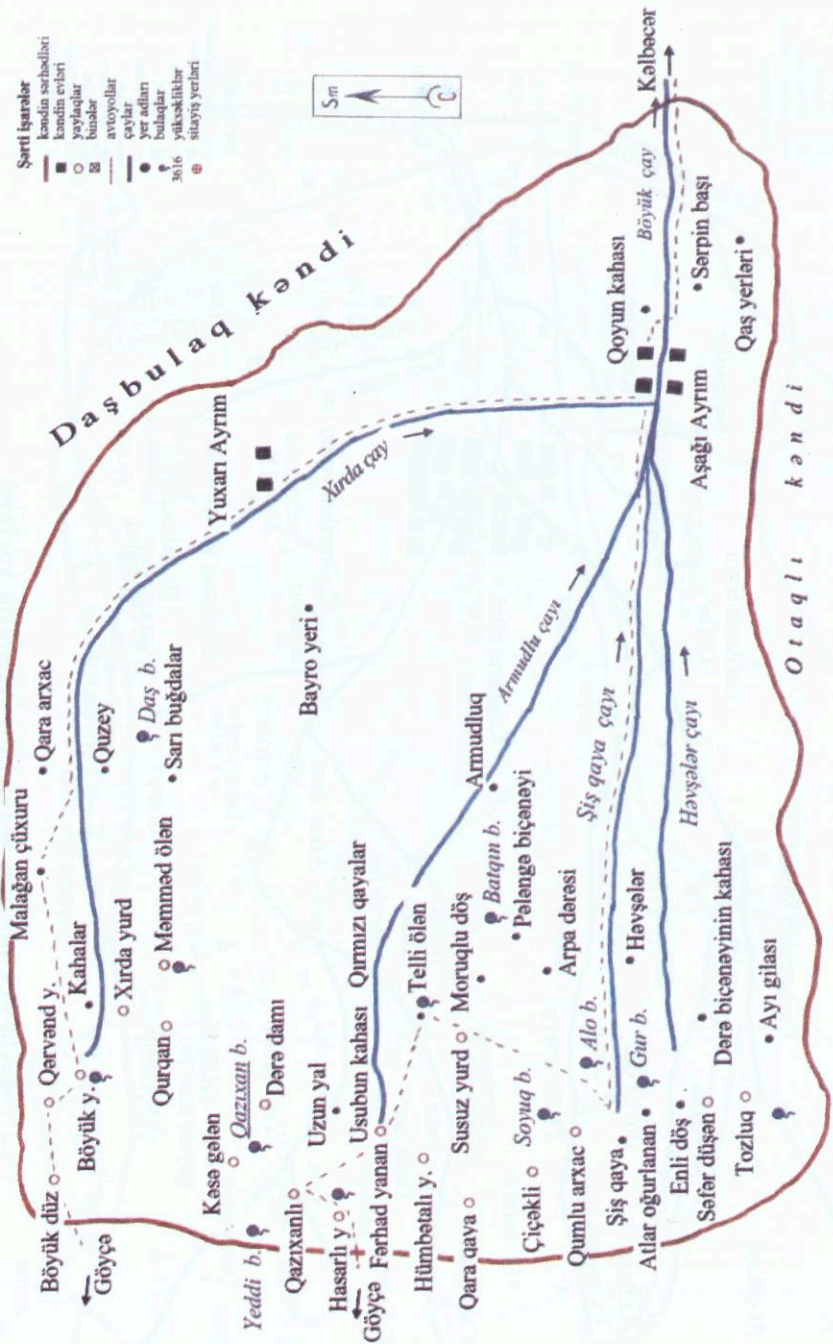 Şərti işarələr
kəndin sərhədləri
kəndin evləri
yaylaqlar
binələr
avtoyollar
çaylar
yer adları
bulaqlar
3616 yüksəkliklər
sitayiş yerləri
Sm
C
Daşbulaq kəndi
Malağan çüxuru
Qara arxac
Qərvənd y.
Böyük düz
Göyçə
Böyük y.
Kahalar
Quzey
Xırda yurd
Daş b.
Sarı buğdalar
Məmməd ölən
Qurqan
Yuxarı Ayrım
Xırda çay
Kəsə gələn
Yeddi b.
Qazıxan b.
Dərə damı
Bayro yeri
Qazıxanlı
Uzun yal
Usubun kahası
Qırmızı qayalar
Hasarlı y.
Göyçə
Fərhad yanan
Armudluq
Armudlu çayı
Telli ölən
Hümbətalı y.
Susuz yurd
Moruqlu döş
Batqın b.
Pələngə biçənəyi
Qara qaya
Çiçəkli
Soyuq b.
Arpa dərəsi
Qumlu arxac
Alo b.
Həvşələr
Şiş qaya çayı
Şiş qaya
Gur b.
Atlar oğurlanan
Həvşələr çayı
Enli döş
Səfər düşən
Dərə biçənəyinin kahası
Tozluq
Ayı gilası
Qoyun kahası
Böyük çay
Kəlbəcər
Aşağı Ayrım
Sərpin başı
Qaş yerləri
Otaqlı kəndi